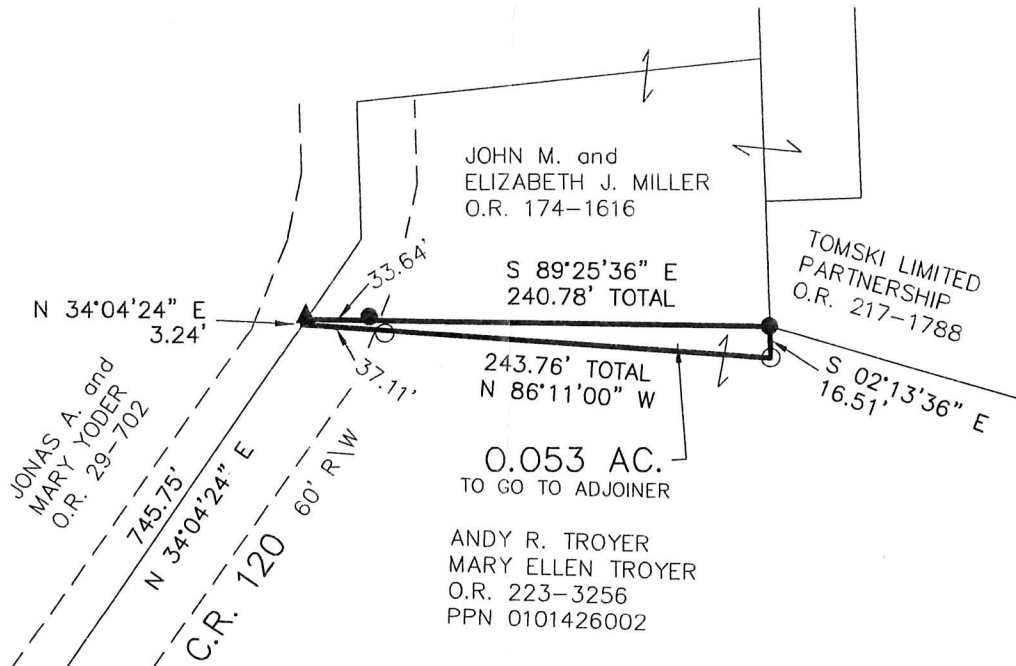 JOHN M. and
ELIZABETH J. MILLER
O.R. 174-1616
TOMSKI LIMITED
PARTNERSHIP
O.R. 217-1788
33.64'
S 89°25'36" E
240.78' TOTAL
N 34°04'24" E
3.24'
37.11'
243.76' TOTAL
N 86°11'00" W
S 02°13'36" E
16.51'
JONAS A. and
MARY YODER
O.R. 29-702
745.75'
N 34°04'24" E
C.R. 120
60' R\W
0.053 AC.
TO GO TO ADJOINER
ANDY R. TROYER
MARY ELLEN TROYER
O.R. 223-3256
PPN 0101426002